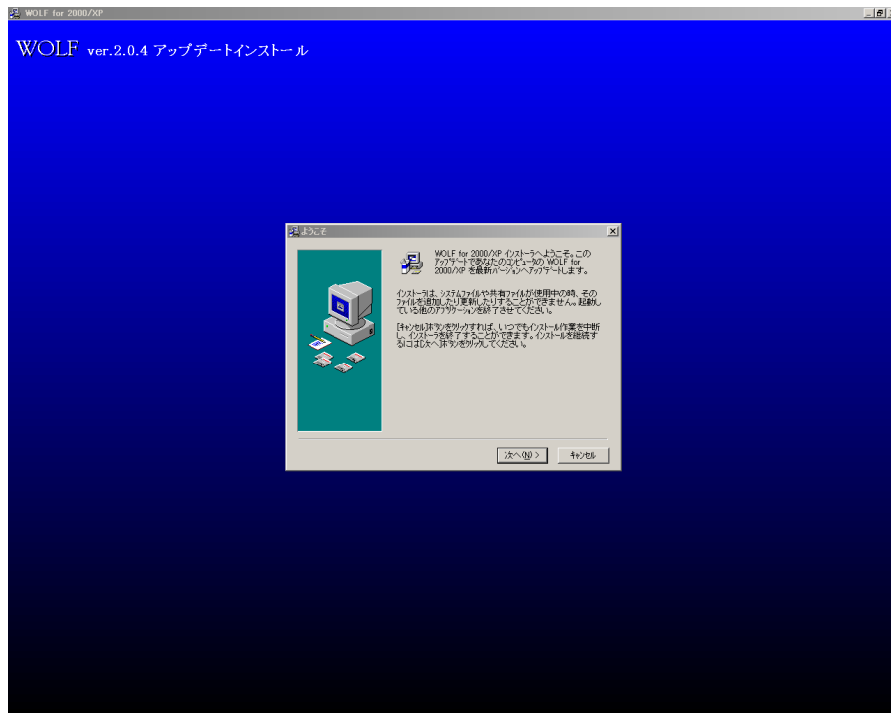 WOLF for 2000/XP
WOLF ver.2.0.4 アップデートインストール
ようこそ
WOLF for 2000/XP インストーラへようこそ。この
アップデートであなたのコンピュータの WOLF for
2000/XP を最新バージョンへアップデートします。
インストーラは、システムファイルや共有ファイルが使用中の時、その
ファイルを追加したり更新したりすることができません。起動し
ている他のアプリケーションを終了させてください。
[キャンセル]ボタンをクリックすれば、いつでもインストール作業を中断
し、インストーラを終了することができます。インストールを継続す
るには[次へ]ボタンをクリックしてください。
次へ(N) >
キャンセル